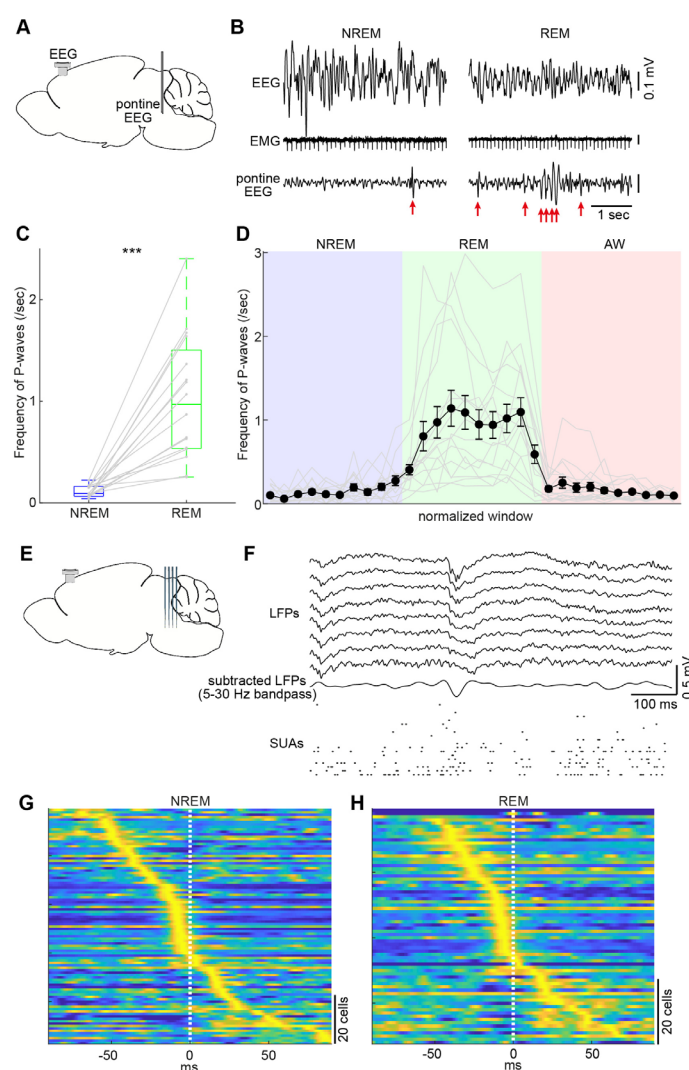 A
EEG
pontine
EEG
B
NREM
REM
EEG
0.1 mV
EMG
pontine
EEG
1 sec
C
***
Frequency of P-waves (/sec)
2
1
0
NREM
REM
D
NREM
REM
AW
Frequency of P-waves (/sec)
3
2
1
0
normalized window
E
F
LFPs
subtracted LFPs
(5-30 Hz bandpass)
0.5 mV
100 ms
SUAs
G
NREM
20 cells
-50
0
50
ms
H
REM
20 cells
-50
0
50
ms